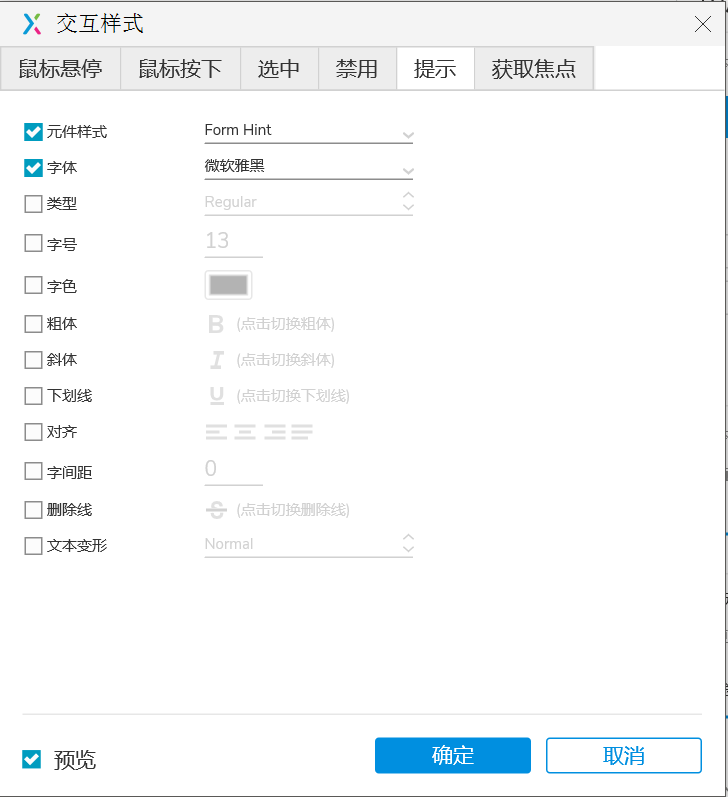 交互样式
鼠标悬停 鼠标按下 选中 禁用 提示 获取焦点
元件样式 Form Hint
字体 微软雅黑
类型 Regular
字号 13
字色
粗体 B (点击切换粗体)
斜体 I (点击切换斜体)
下划线 U (点击切换下划线)
对齐
字间距 0
删除线 S (点击切换删除线)
文本变形 Normal
预览 确定 取消